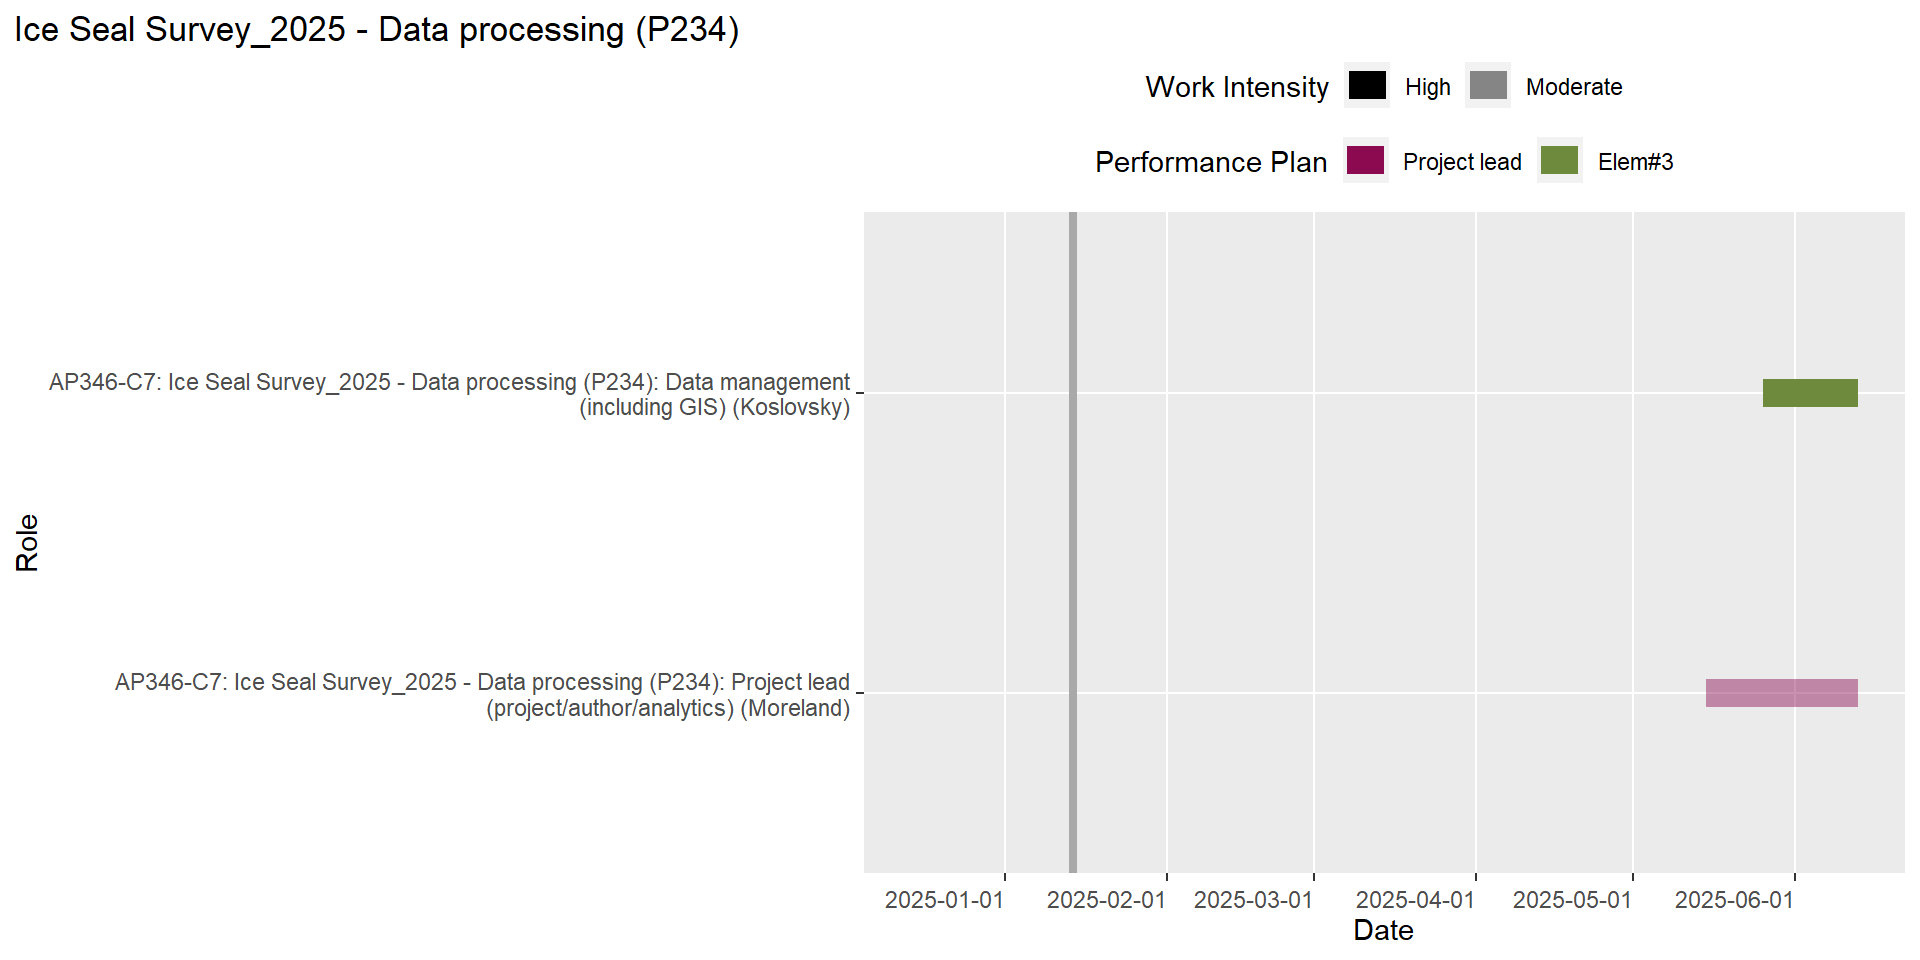 Ice Seal Survey_2025 - Data processing (P234)
Work Intensity High Moderate
Performance Plan Project lead Elem#3
AP346-C7: Ice Seal Survey_2025 - Data processing (P234): Data management
(including GIS) (Koslovsky)
Role
AP346-C7: Ice Seal Survey_2025 - Data processing (P234): Project lead
(project/author/analytics) (Moreland)
2025-01-01 2025-02-01 2025-03-01 2025-04-01 2025-05-01 2025-06-01
Date